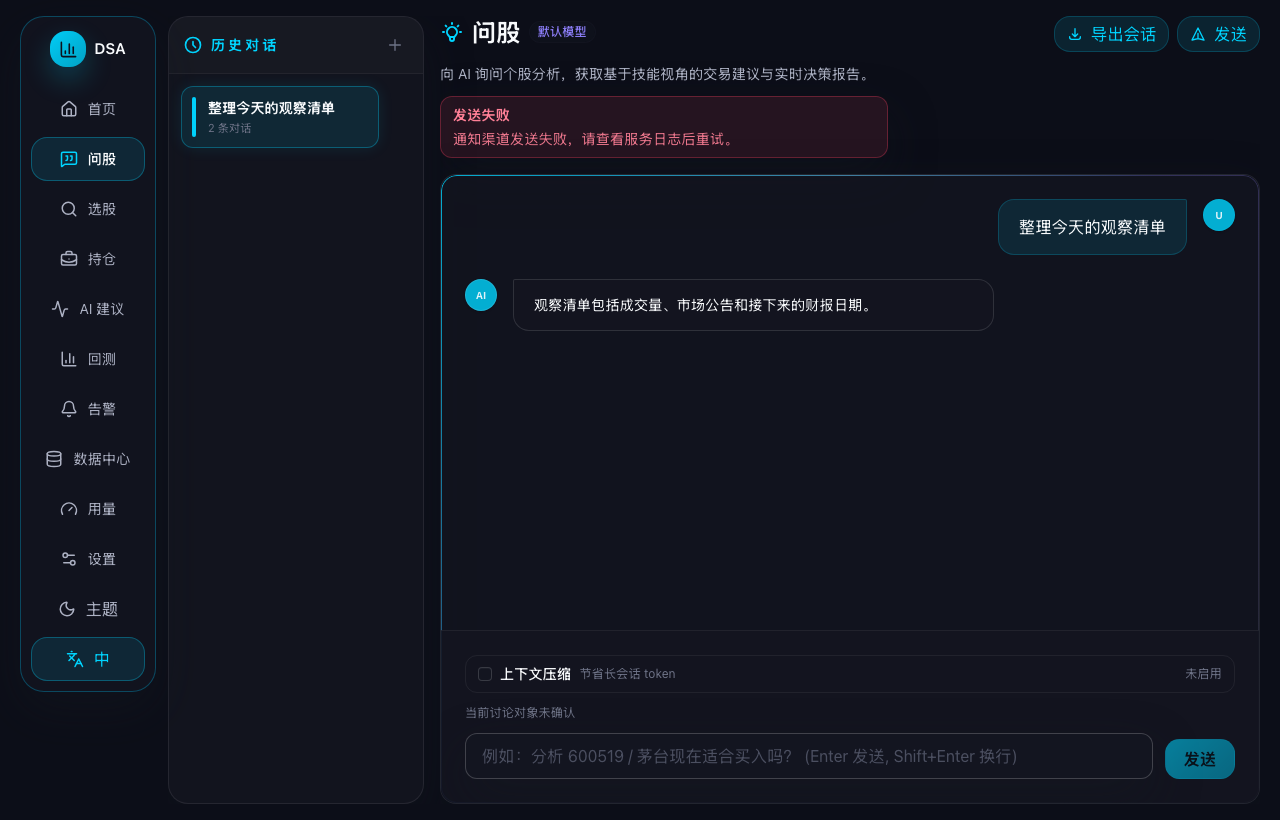 DSA
首页
问股
选股
持仓
AI 建议
回测
告警
数据中心
用量
设置
主题
中
历史对话
整理今天的观察清单
2 条对话
问股 默认模型
导出会话
发送
向 AI 询问个股分析，获取基于技能视角的交易建议与实时决策报告。
发送失败
通知渠道发送失败，请查看服务日志后重试。
整理今天的观察清单
U
AI
观察清单包括成交量、市场公告和接下来的财报日期。
上下文压缩 节省长会话 token 未启用
当前讨论对象未确认
例如：分析 600519 / 茅台现在适合买入吗？ (Enter 发送, Shift+Enter 换行)
发送